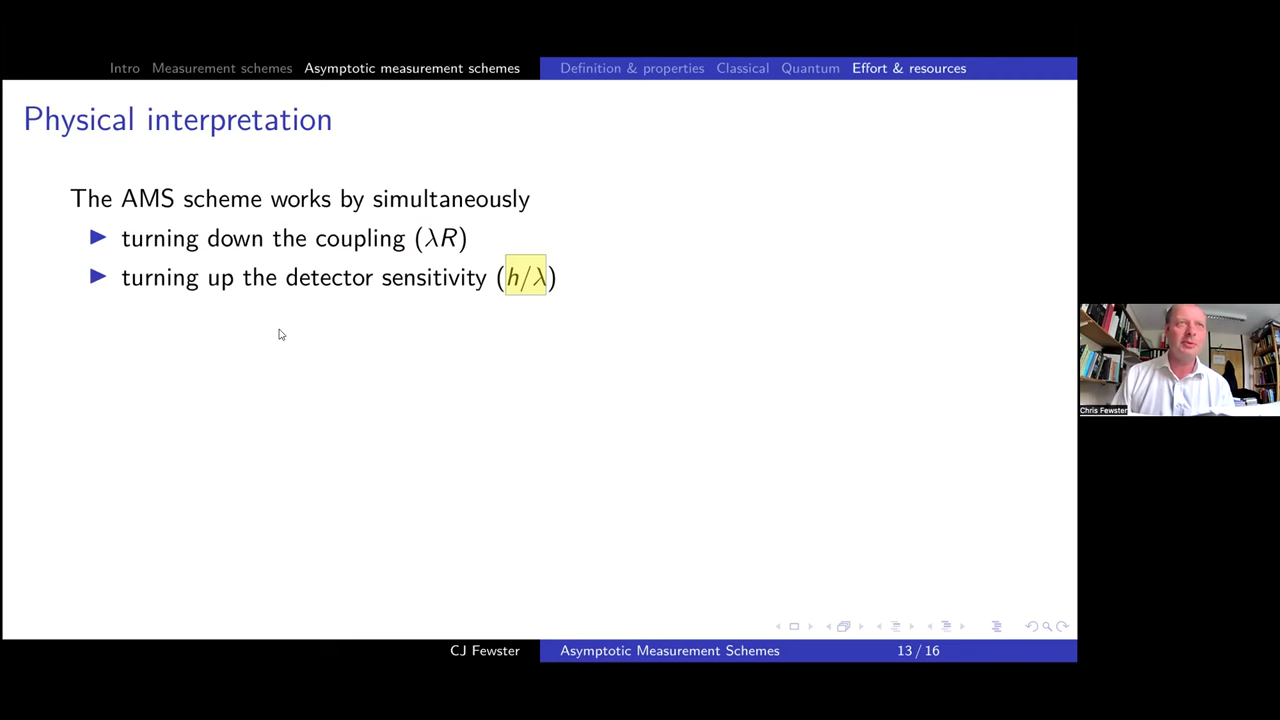 Intro Measurement schemes Asymptotic measurement schemes Definition & properties Classical Quantum Effort & resources
Physical interpretation
The AMS scheme works by simultaneously
▶ turning down the coupling (λR)
▶ turning up the detector sensitivity (h/λ)
Chris Fewster
CJ Fewster Asymptotic Measurement Schemes 13 / 16